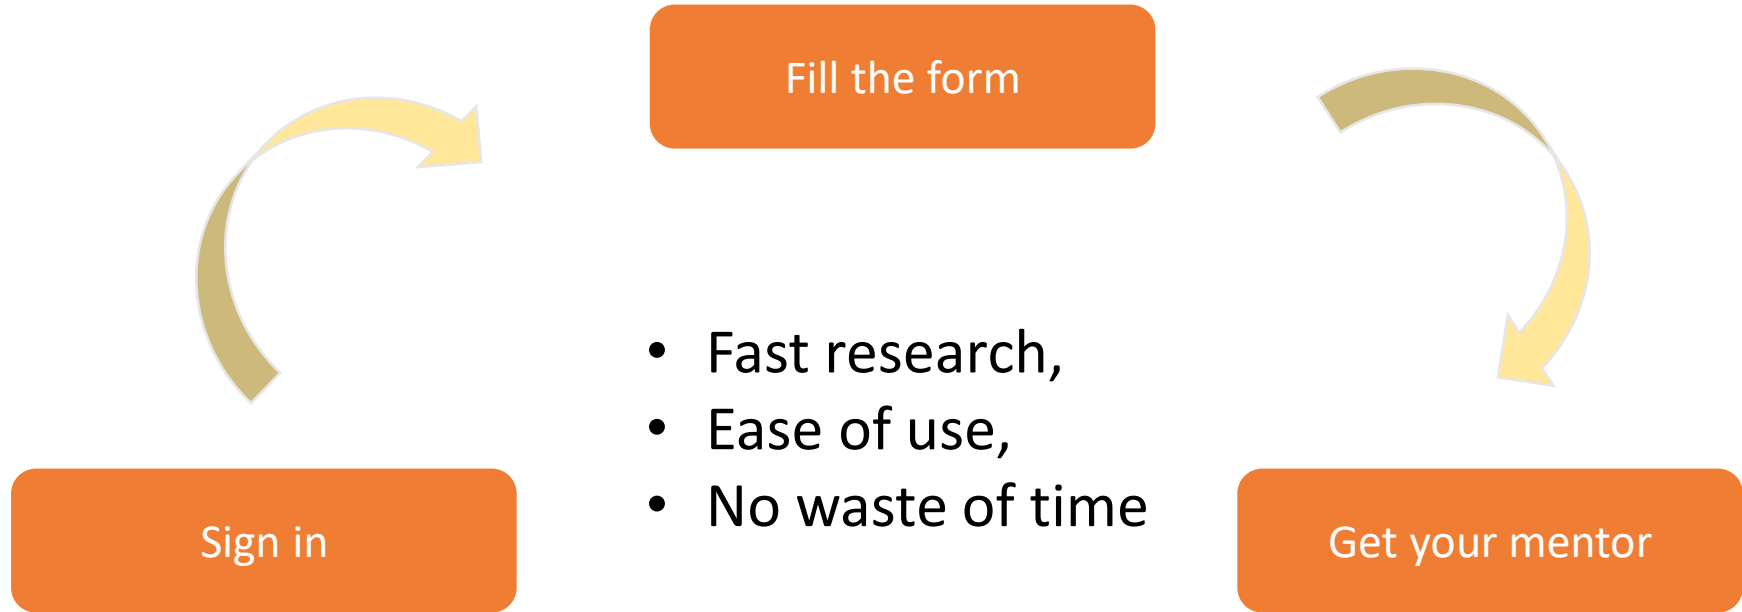 Fill the form
• Fast research,
• Ease of use,
• No waste of time
Sign in
Get your mentor